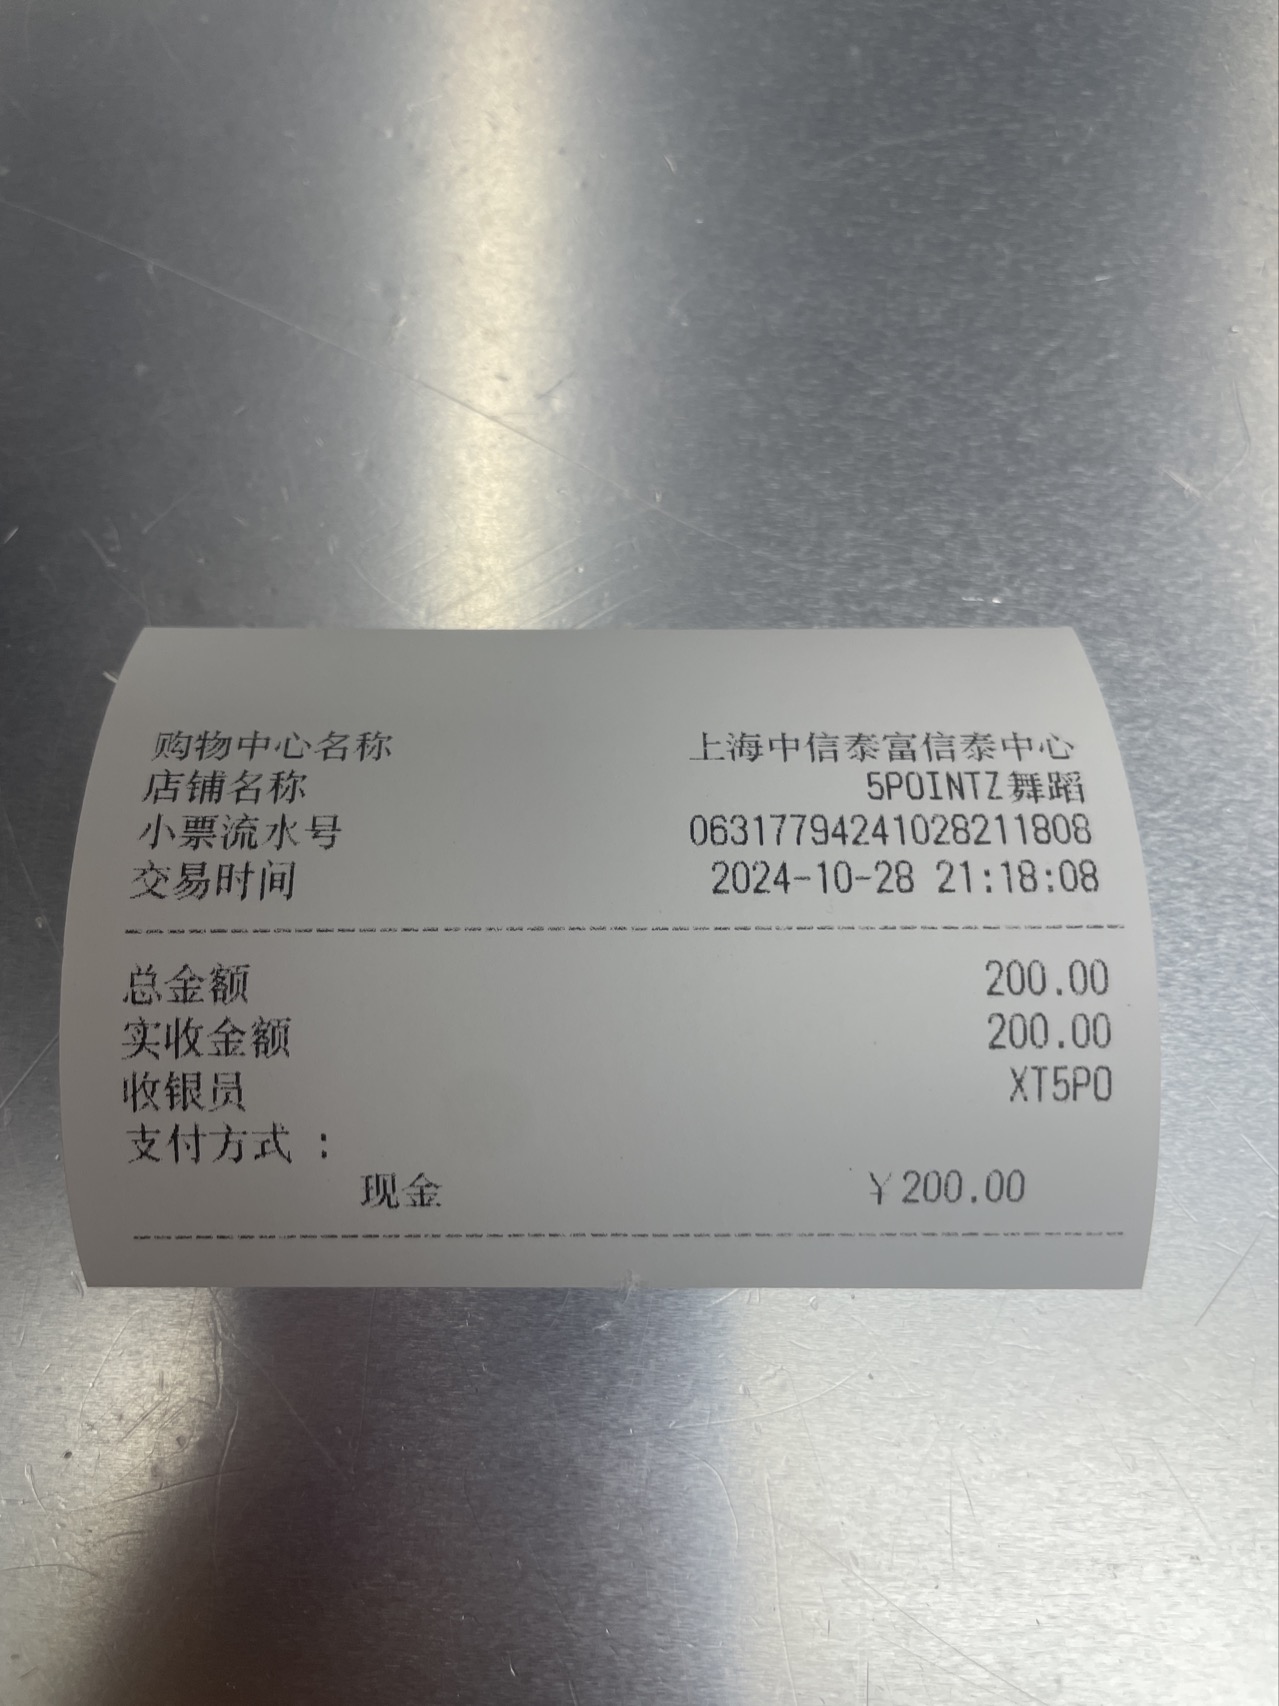 购物中心名称 上海中信泰富信泰中心
店铺名称 5POINTZ舞蹈
小票流水号 06317794241028211808
交易时间 2024-10-28 21:18:08
总金额 200.00
实收金额 200.00
收银员 XT5PO
支付方式：
现金 ￥200.00